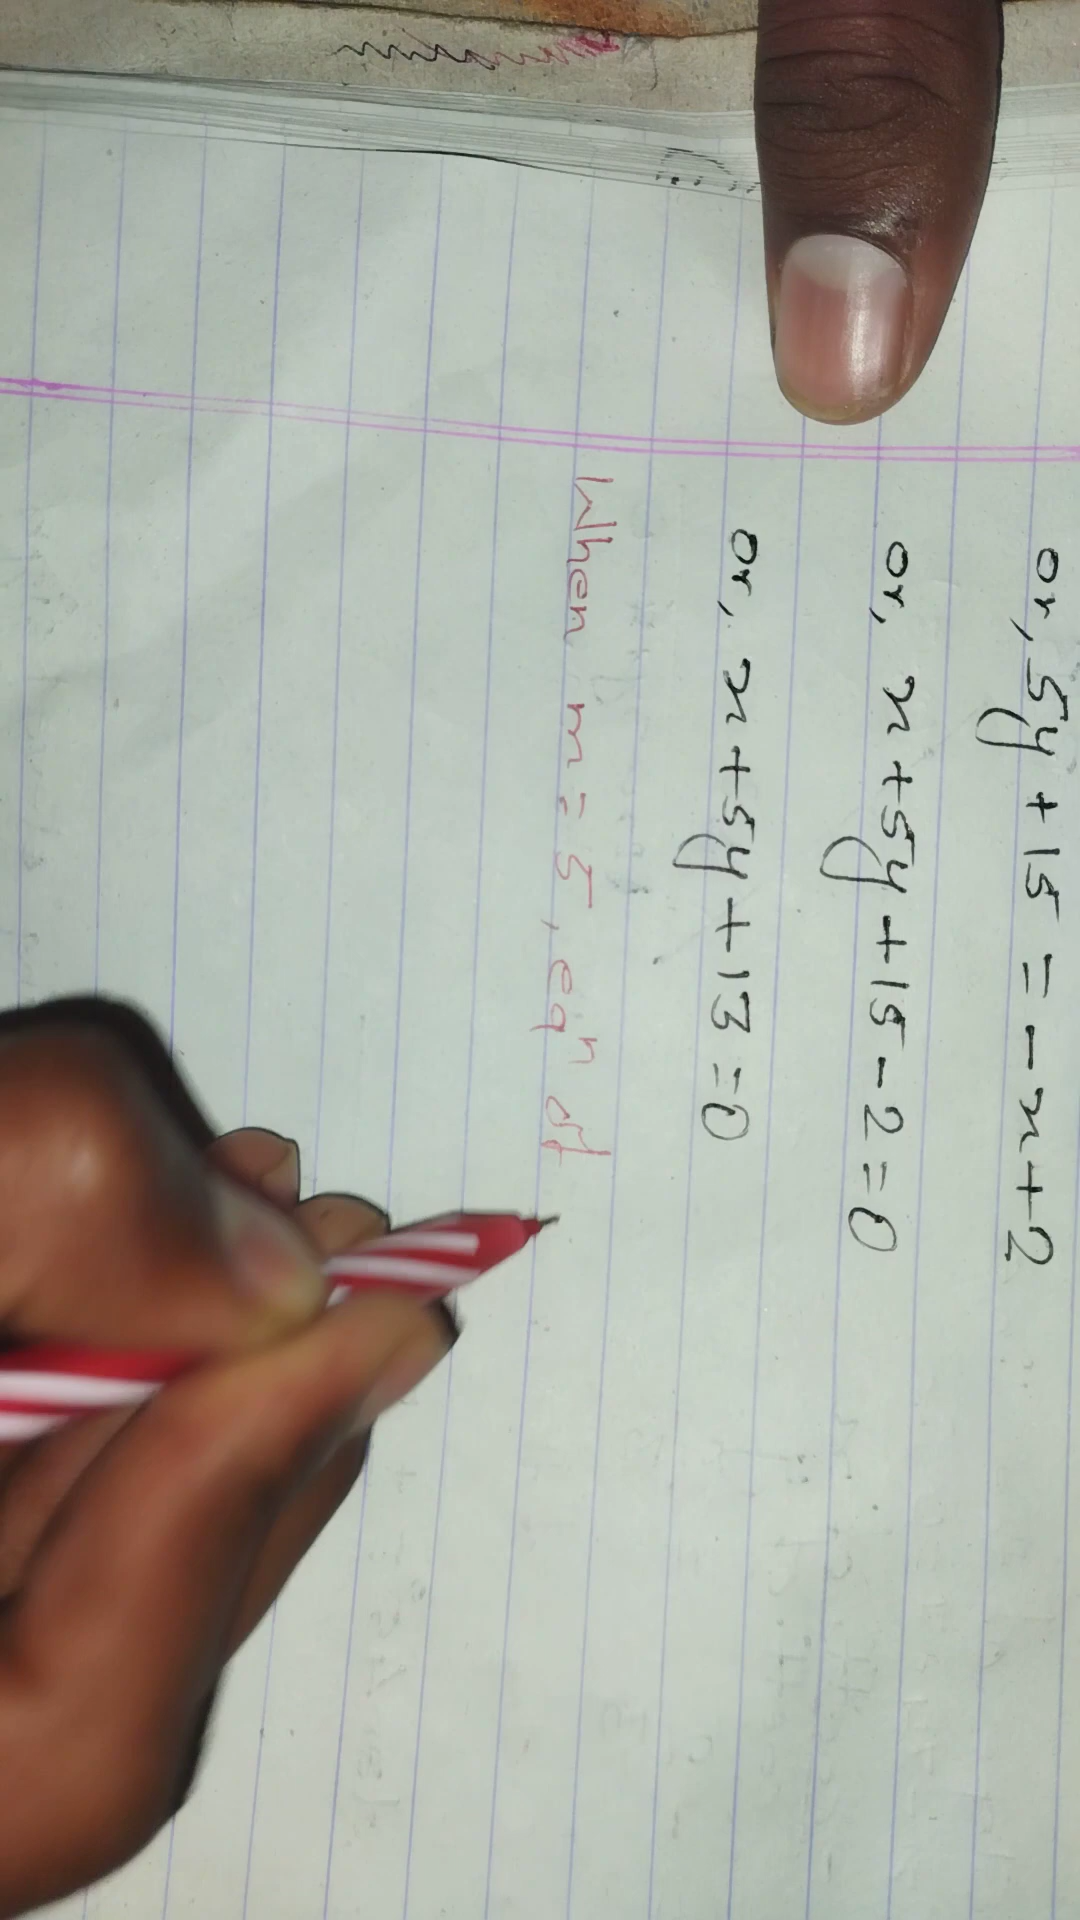 or, 5y + 15 = - x + 2
or, x + 5y + 15 - 2 = 0
or, x + 5y + 13 = 0
When m = 5, eqⁿ of